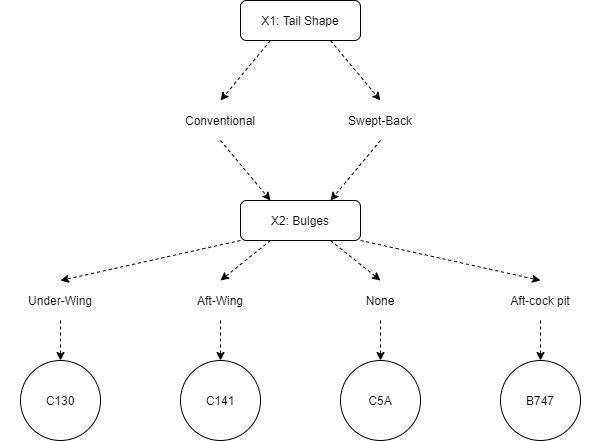 X1: Tail Shape
Conventional
Swept-Back
X2: Bulges
Under-Wing
Aft-Wing
None
Aft-cock pit
C130
C141
C5A
B747